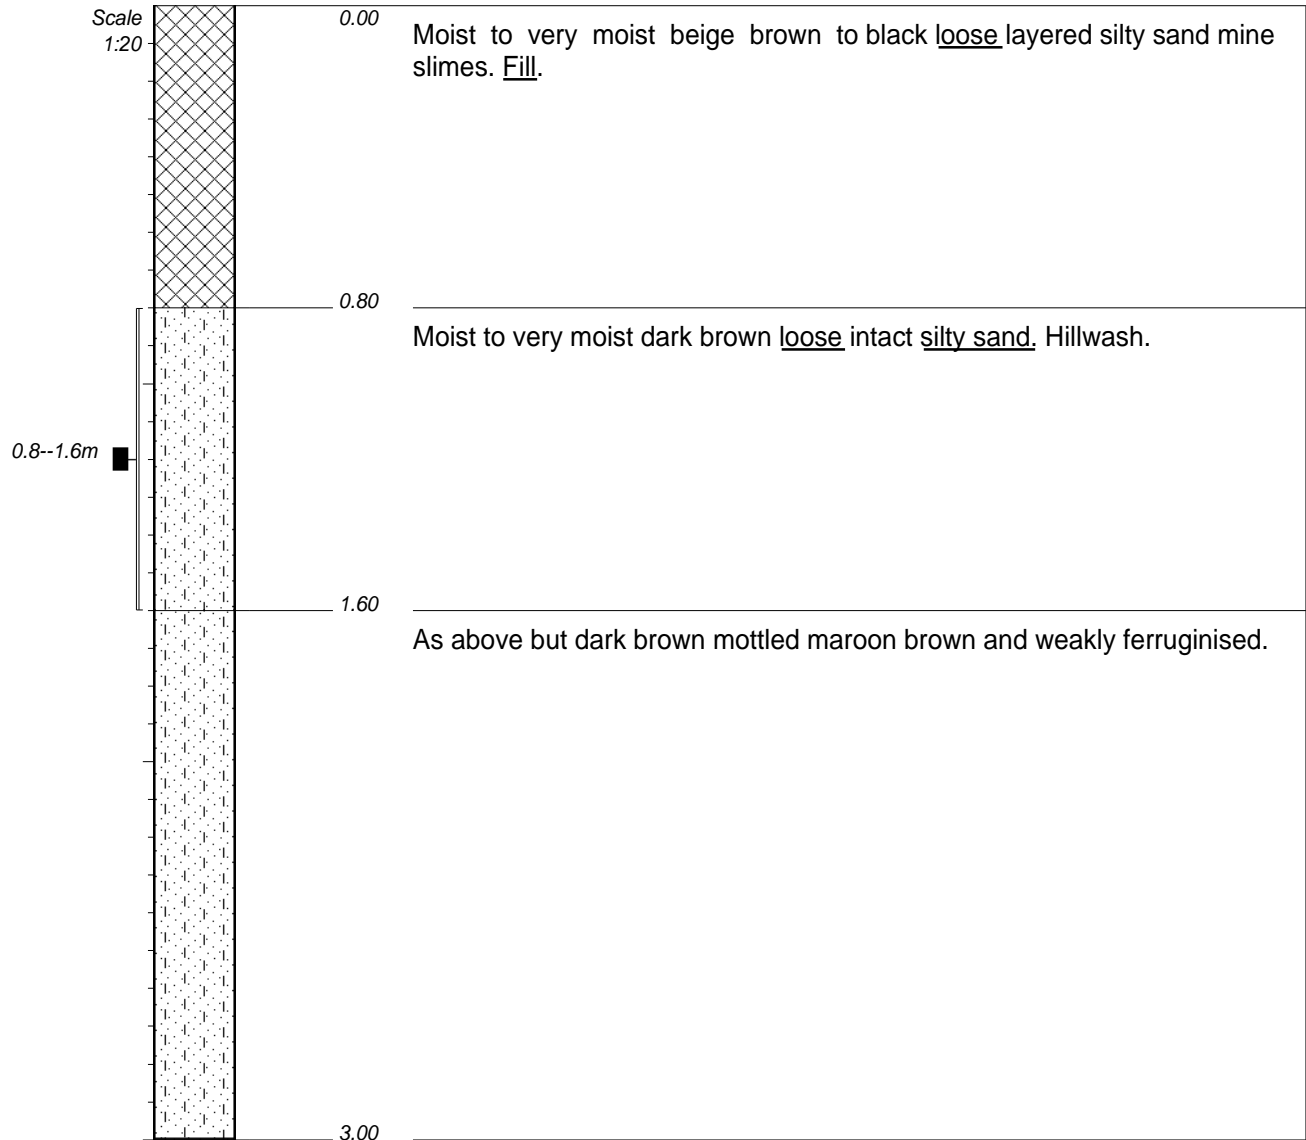 Scale
1:20
0.00
Moist to very moist beige brown to black loose layered silty sand mine
slimes. Fill.
0.80
Moist to very moist dark brown loose intact silty sand. Hillwash.
0.8--1.6m
1.60
As above but dark brown mottled maroon brown and weakly ferruginised.
3.00